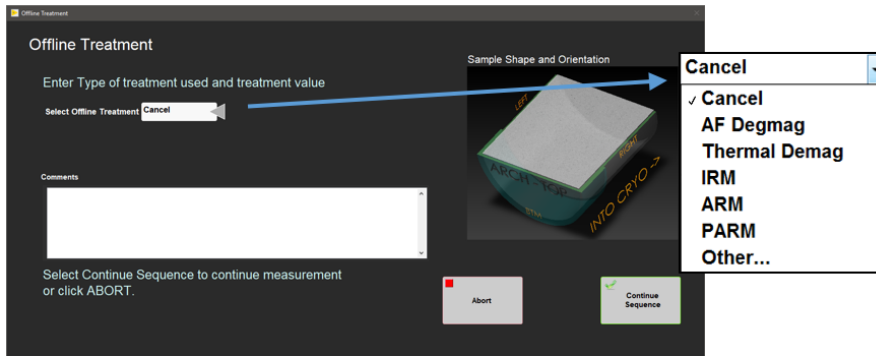 Offline Treatment
Offline Treatment
Enter Type of treatment used and treatment value
Select Offline Treatment Cancel
Comments
Select Continue Sequence to continue measurement
or click ABORT.
Sample Shape and Orientation
LEFT
RIGHT
ARCH - TOP
INTO CRYO ->
Abort
Continue
Sequence
Cancel
✓ Cancel
AF Degmag
Thermal Demag
IRM
ARM
PARM
Other...